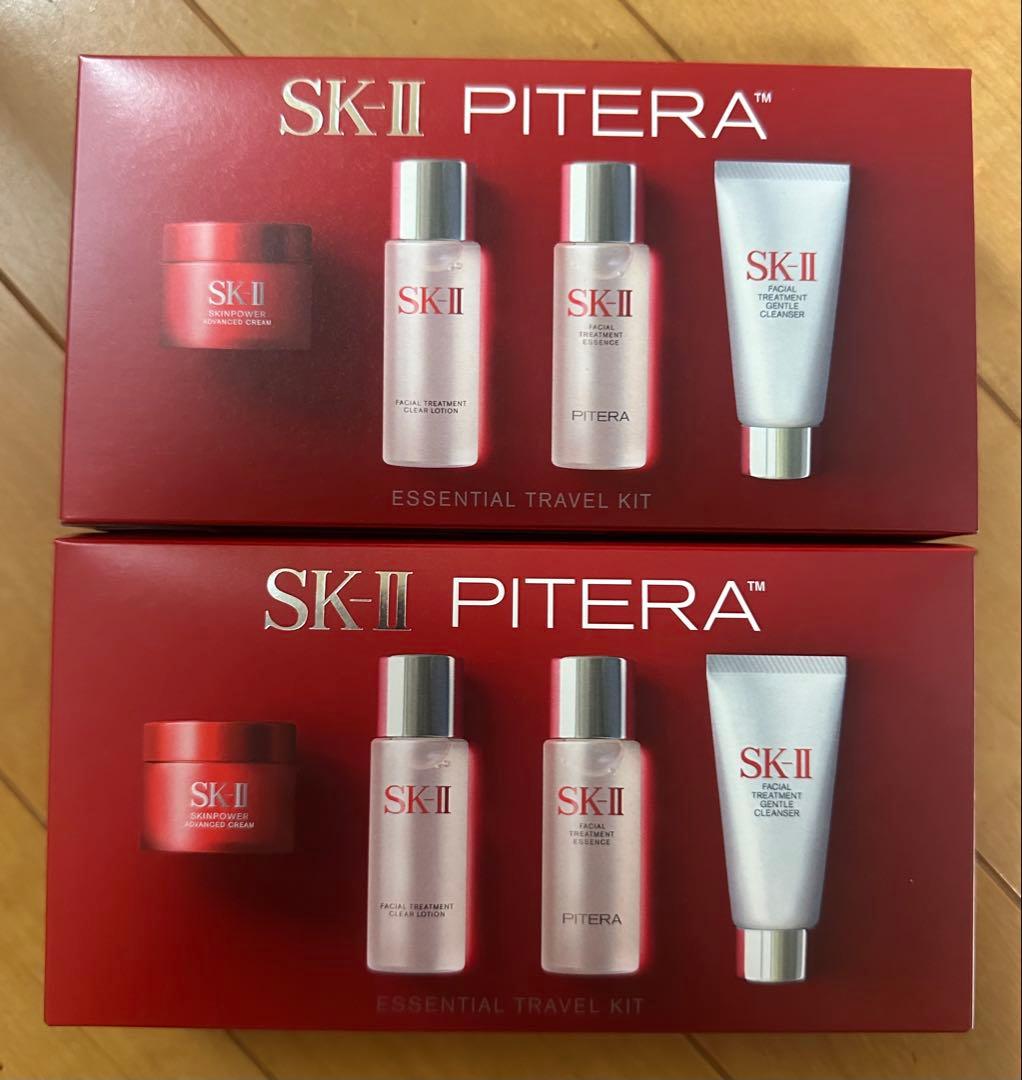 SK-II PITERA™
SK-II
SKINPOWER
ADVANCED CREAM
SK-II
FACIAL TREATMENT
CLEAR LOTION
SK-II
FACIAL
TREATMENT
ESSENCE
PITERA
SK-II
FACIAL
TREATMENT
GENTLE
CLEANSER
ESSENTIAL TRAVEL KIT
SK-II PITERA™
SK-II
SKINPOWER
ADVANCED CREAM
SK-II
FACIAL TREATMENT
CLEAR LOTION
SK-II
FACIAL
TREATMENT
ESSENCE
PITERA
SK-II
FACIAL
TREATMENT
GENTLE
CLEANSER
ESSENTIAL TRAVEL KIT